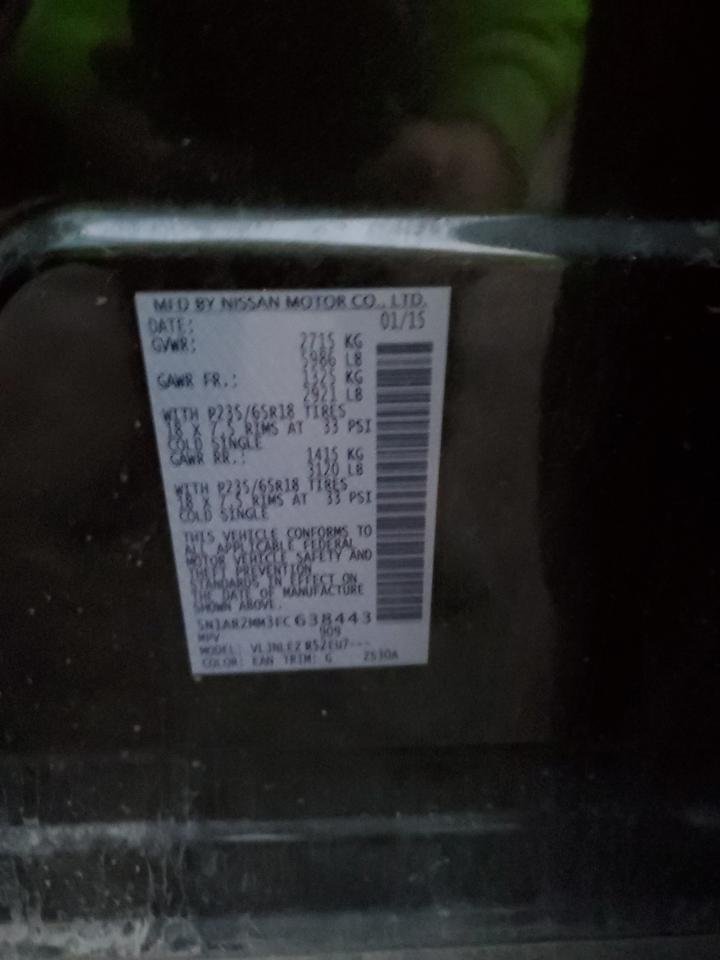 MFD BY NISSAN MOTOR CO., LTD.
DATE: 01/15
GVWR: 2715 KG
5986 LB
GAWR FR.: 1325 KG
2921 LB
WITH P235/65R18 TIRES
18 X 7.5 RIMS AT 33 PSI
COLD SINGLE
GAWR RR.: 1415 KG
3120 LB
WITH P235/65R18 TIRES
18 X 7.5 RIMS AT 33 PSI
COLD SINGLE
THIS VEHICLE CONFORMS TO
ALL APPLICABLE FEDERAL
MOTOR VEHICLE SAFETY AND
THEFT PREVENTION
STANDARDS IN EFFECT ON
THE DATE OF MANUFACTURE
SHOWN ABOVE.
5N1AR2MM3FC638443
MPV 909
MODEL:
COLOR: TRIM: G